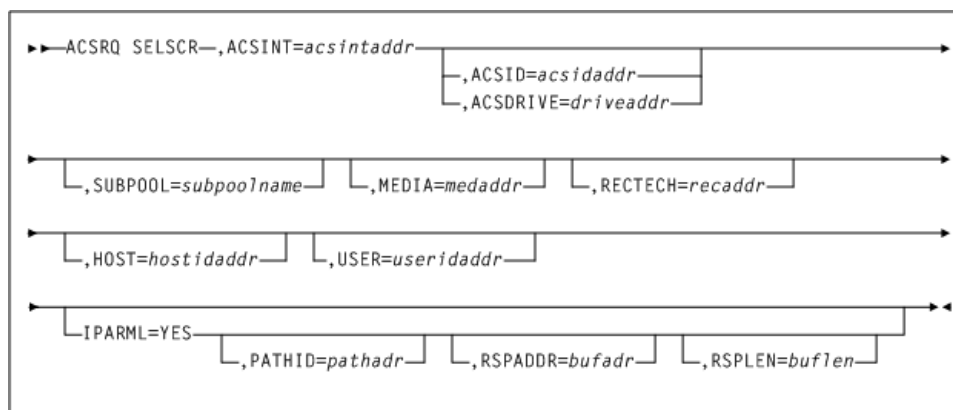 ACSRQ SELSCR ,ACSINT=acsintaddr
,ACSID=acsidaddr
,ACSDRIVE=driveaddr
,SUBPOOL=subpoolname ,MEDIA=medaddr ,RECTECH=recaddr
,HOST=hostidaddr ,USER=useridaddr
IPARML=YES
,PATHID=pathadr ,RSPADDR=bufadr ,RSPLEN=buflen